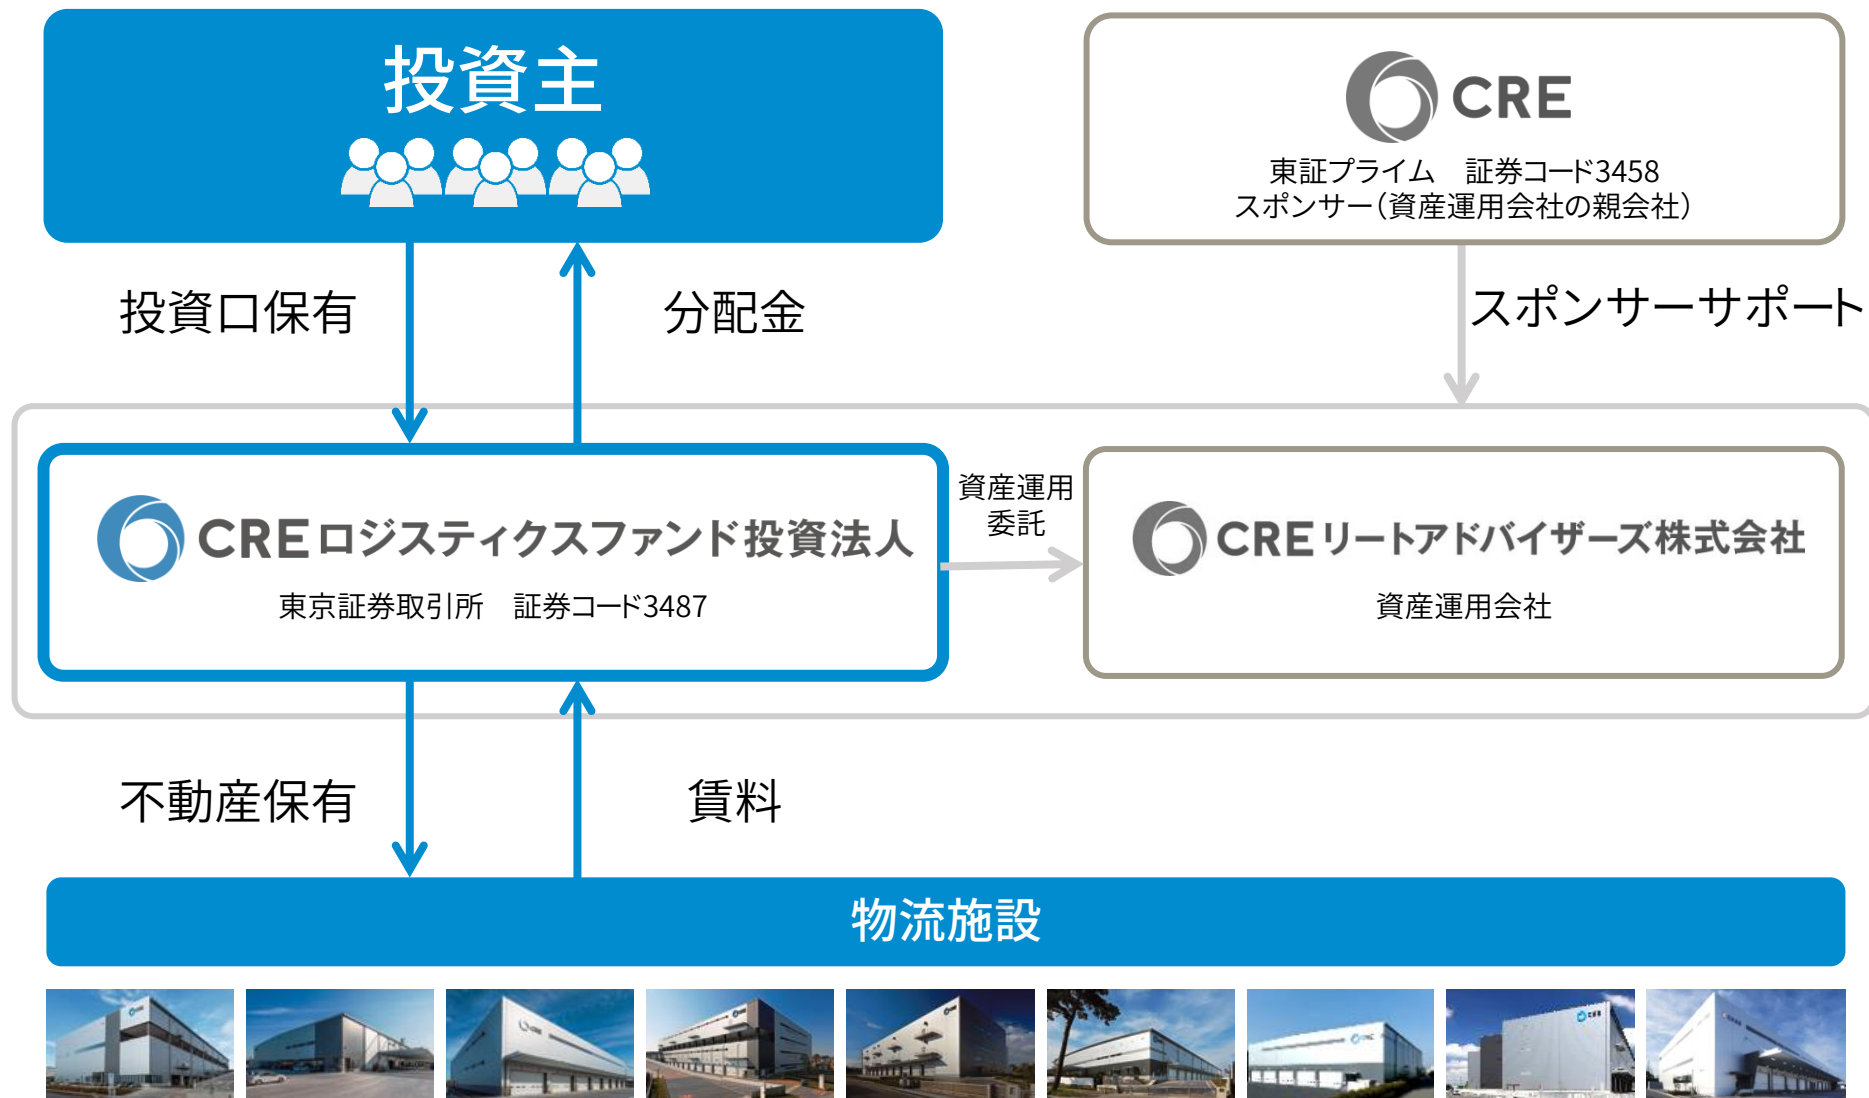 投資主
CRE
東証プライム　証券コード3458
スポンサー（資産運用会社の親会社）
投資口保有
分配金
スポンサーサポート
CREロジスティクスファンド投資法人
東京証券取引所　証券コード3487
資産運用
委託
CREリートアドバイザーズ株式会社
資産運用会社
不動産保有
賃料
物流施設
CRE